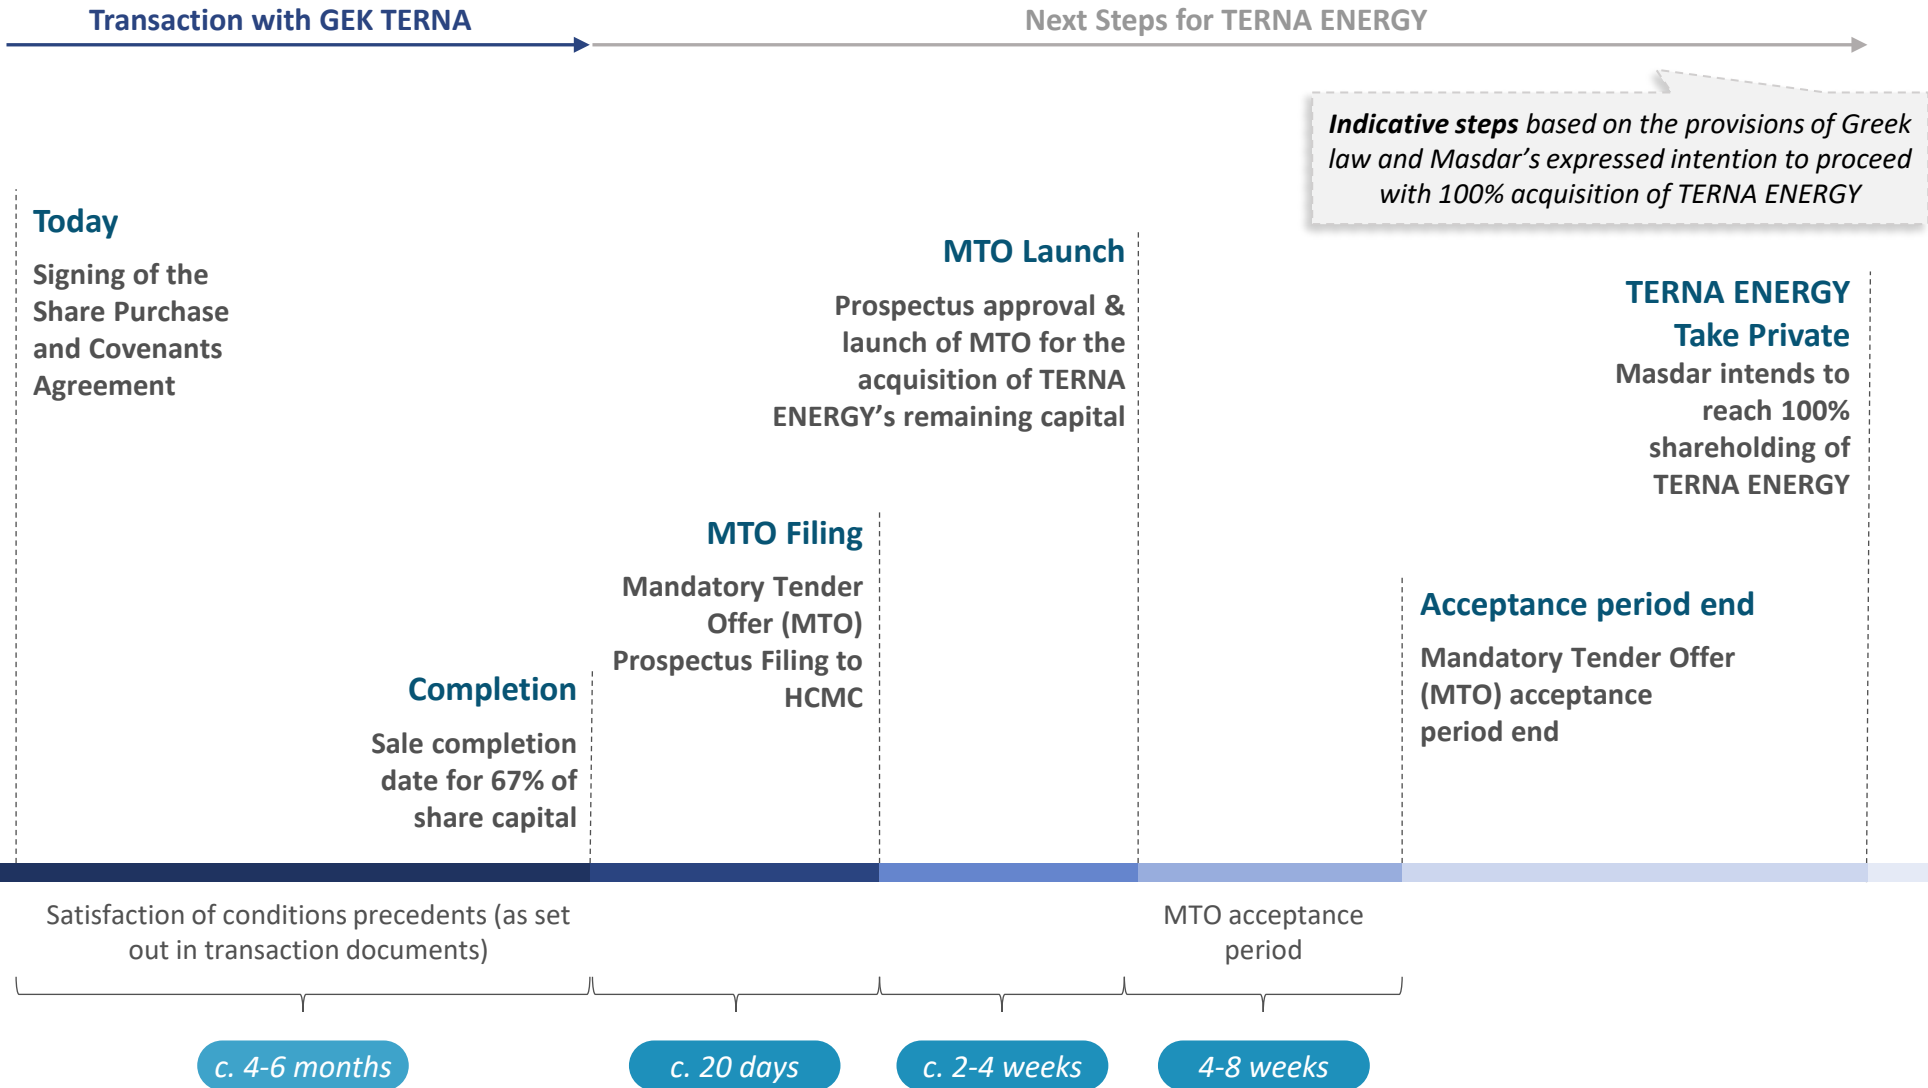 Transaction with GEK TERNA
Next Steps for TERNA ENERGY
Indicative steps based on the provisions of Greek
law and Masdar’s expressed intention to proceed
with 100% acquisition of TERNA ENERGY
Today
Signing of the
Share Purchase
and Covenants
Agreement
Completion
Sale completion
date for 67% of
share capital
MTO Filing
Mandatory Tender
Offer (MTO)
Prospectus Filing to
HCMC
MTO Launch
Prospectus approval &
launch of MTO for the
acquisition of TERNA
ENERGY’s remaining capital
Acceptance period end
Mandatory Tender Offer
(MTO) acceptance
period end
TERNA ENERGY
Take Private
Masdar intends to
reach 100%
shareholding of
TERNA ENERGY
Satisfaction of conditions precedents (as set
out in transaction documents)
MTO acceptance
period
c. 4-6 months
c. 20 days
c. 2-4 weeks
4-8 weeks